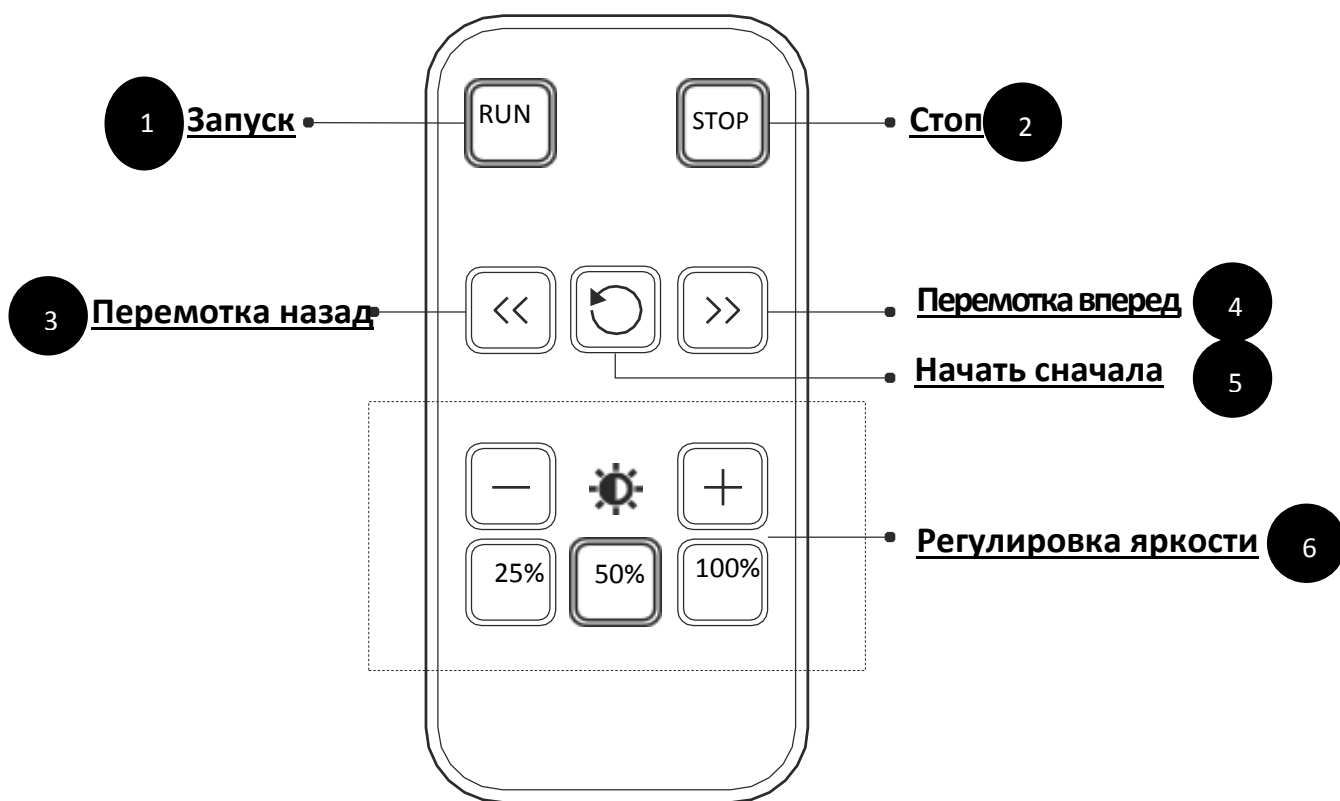 1 Запуск RUN STOP Стоп 2
3 Перемотка назад << >> Перемотка вперед 4
Начать сначала 5
− +
Регулировка яркости 6
25% 50% 100%